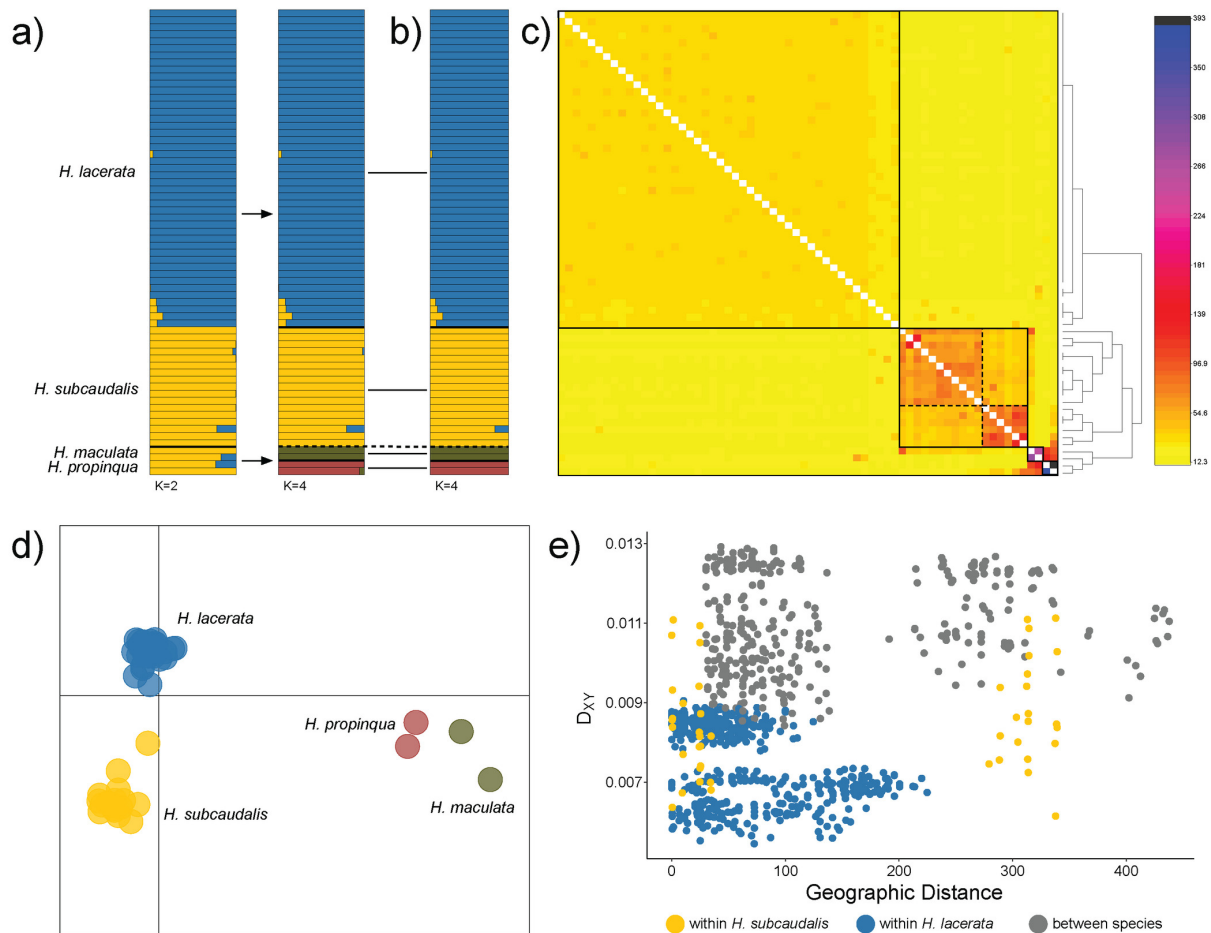 a)
b)
c)
H. lacerata
H. subcaudalis
H. maculata
H. propinqua
K=2
K=4
K=4
393
350
308
266
224
181
139
96.9
54.6
12.3
d)
H. lacerata
H. propinqua
H. maculata
H. subcaudalis
e)
0.013
0.011
0.009
0.007
DXY
0
100
200
300
400
Geographic Distance
within H. subcaudalis
within H. lacerata
between species